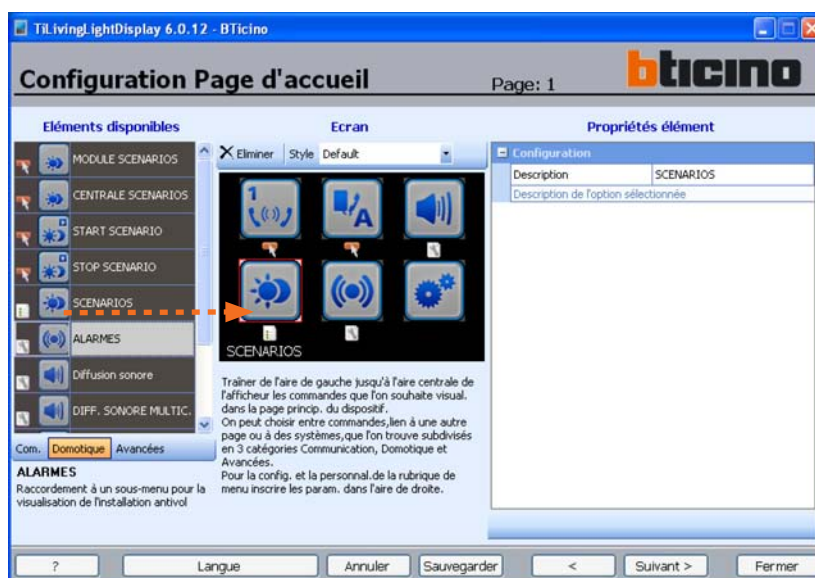 TiLivingLightDisplay 6.0.12 - BTicino
Configuration Page d'accueil
Page: 1
bticino
Eléments disponibles
MODULE SCENARIOS
CENTRALE SCENARIOS
START SCENARIO
STOP SCENARIO
SCENARIOS
ALARMES
Diffusion sonore
DIFF. SONORE MULTIC.
Com. Domotique Avancées
ALARMES
Raccordement à un sous-menu pour la
visualisation de l'installation antivol
Ecran
Eliminer Style Default
1
A
SCENARIOS
Traîner de l'aire de gauche jusqu'à l'aire centrale de
l'afficheur les commandes que l'on souhaite visual.
dans la page princip. du dispositif.
On peut choisir entre commandes,lien à une autre
page ou à des systèmes,que l'on trouve subdivisés
en 3 catégories Communication, Domotique et
Avancées.
Pour la config. et la personnal.de la rubrique de
menu inscrire les param. dans l'aire de droite.
Propriétés élément
Configuration
Description SCENARIOS
Description de l'option sélectionnée
? Langue Annuler Sauvegarder < Suivant > Fermer